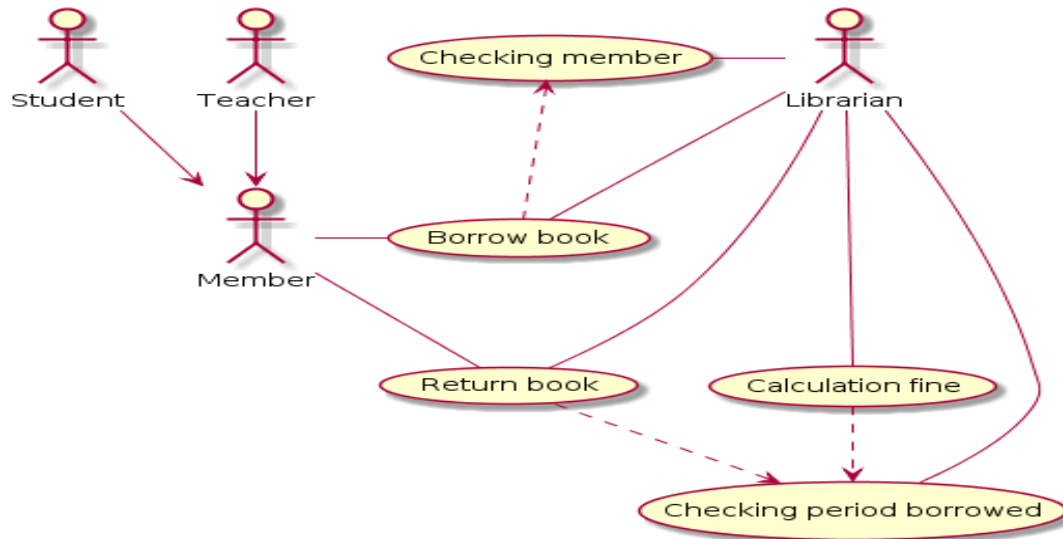 Student
Teacher
Checking member
Librarian
Borrow book
Member
Return book
Calculation fine
Checking period borrowed